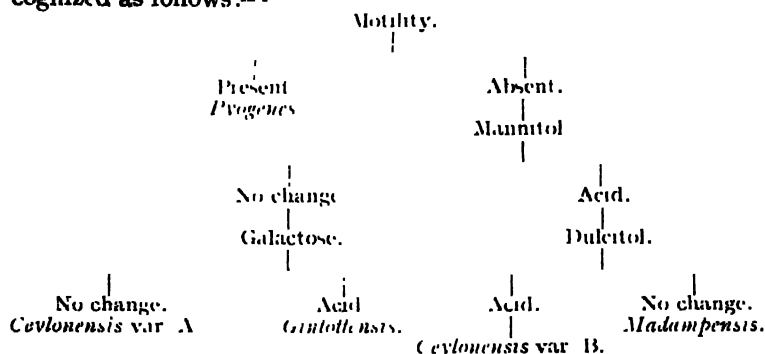 cognized as follows:—
Motility.
Present Absent.
Pyogenes Mannitol
No change Acid.
Galactose. Dulcitol.
No change. Acid Acid. No change.
Ceylonensis var A Gintottensis. Madampensis.
Ceylonensis var B.